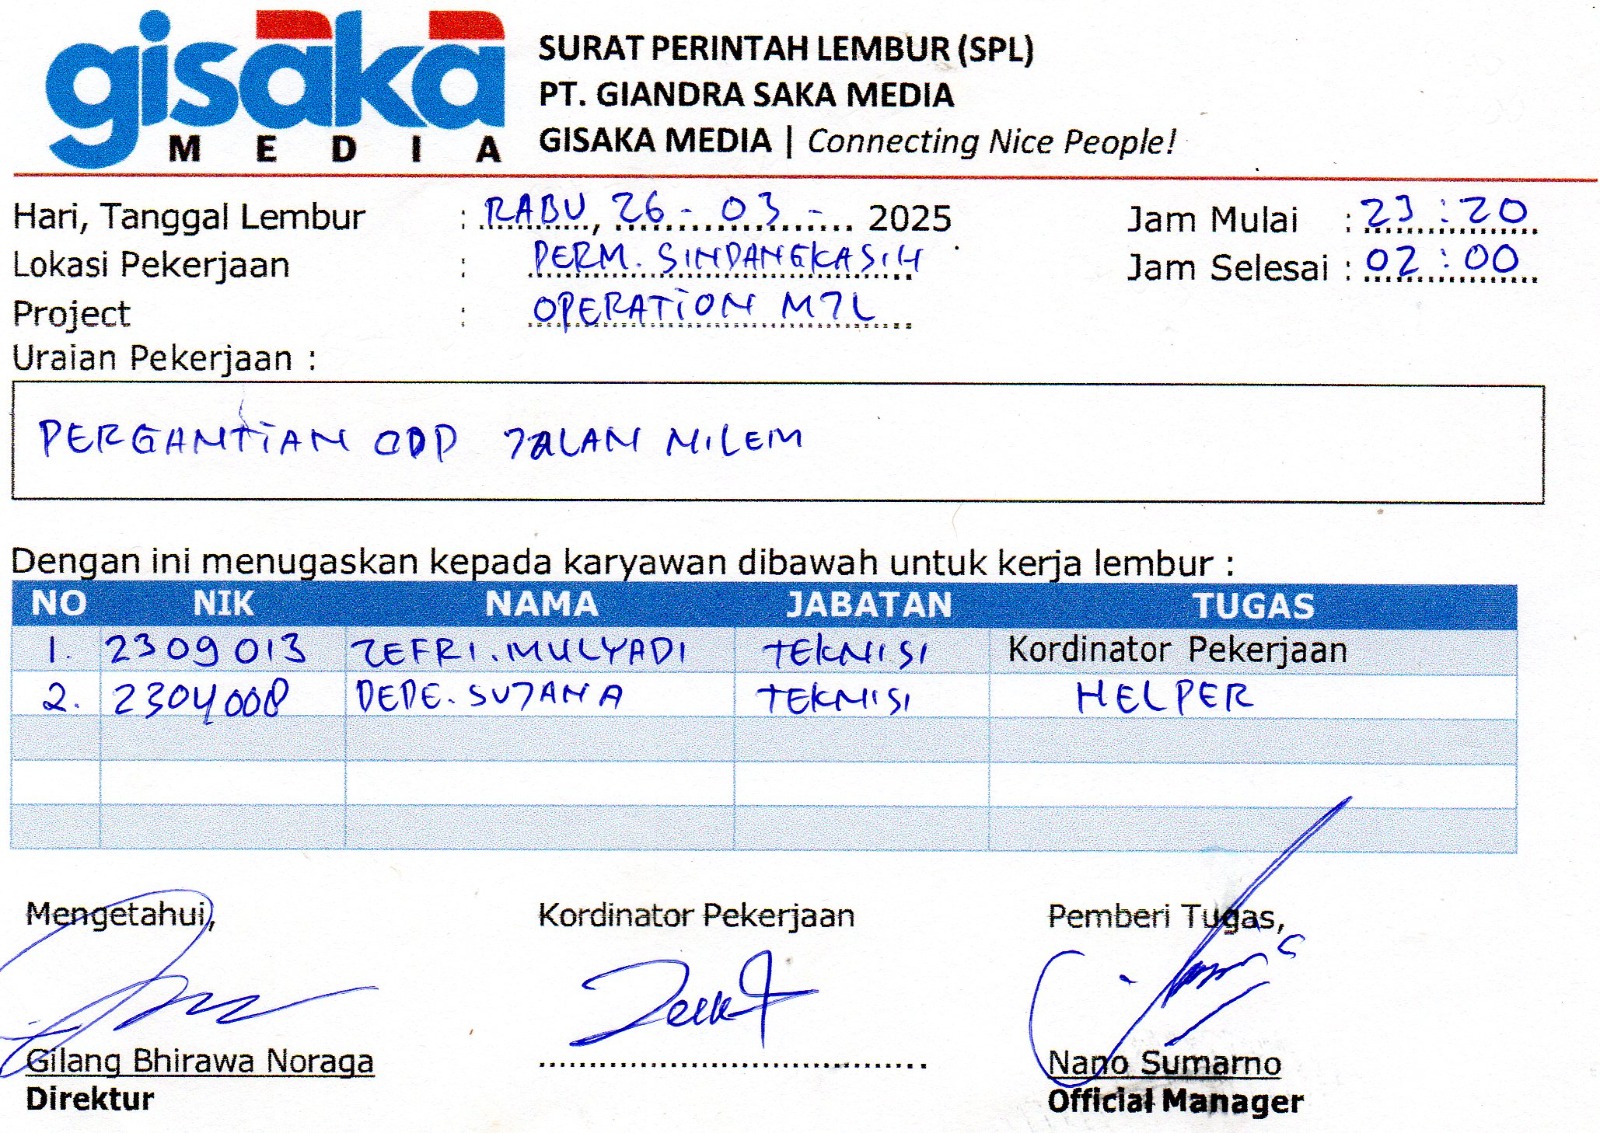 gisaka
MEDIA
SURAT PERINTAH LEMBUR (SPL)
PT. GIANDRA SAKA MEDIA
GISAKA MEDIA | Connecting Nice People!
Hari, Tanggal Lembur : RABU, 26 - 03 - 2025 Jam Mulai : 23:20
Lokasi Pekerjaan : PERM. SINDANGKASIH Jam Selesai : 02:00
Project : OPERATION M7L
Uraian Pekerjaan :
PERGANTIAN ODP JALAN NILEM
Dengan ini menugaskan kepada karyawan dibawah untuk kerja lembur :
NO NIK NAMA JABATAN TUGAS
1. 2309013 ZEFRI.MULYADI TEKNISI Kordinator Pekerjaan
2. 2304008 DEDE.SUJANA TEKNISI HELPER
Mengetahui, Kordinator Pekerjaan Pemberi Tugas,
Gilang Bhirawa Noraga Nano Sumarno
Direktur Official Manager